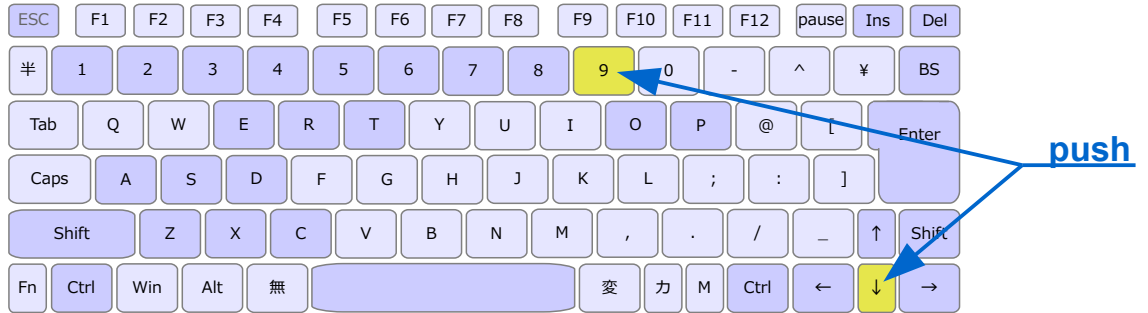 ESC F1 F2 F3 F4 F5 F6 F7 F8 F9 F10 F11 F12 pause Ins Del
半 1 2 3 4 5 6 7 8 9 0 - ^ ¥ BS
Tab Q W E R T Y U I O P @ [ Enter
push
Caps A S D F G H J K L ; : ]
Shift Z X C V B N M , . / _ ↑ Shift
Fn Ctrl Win Alt 無 変 カ M Ctrl ← ↓ →